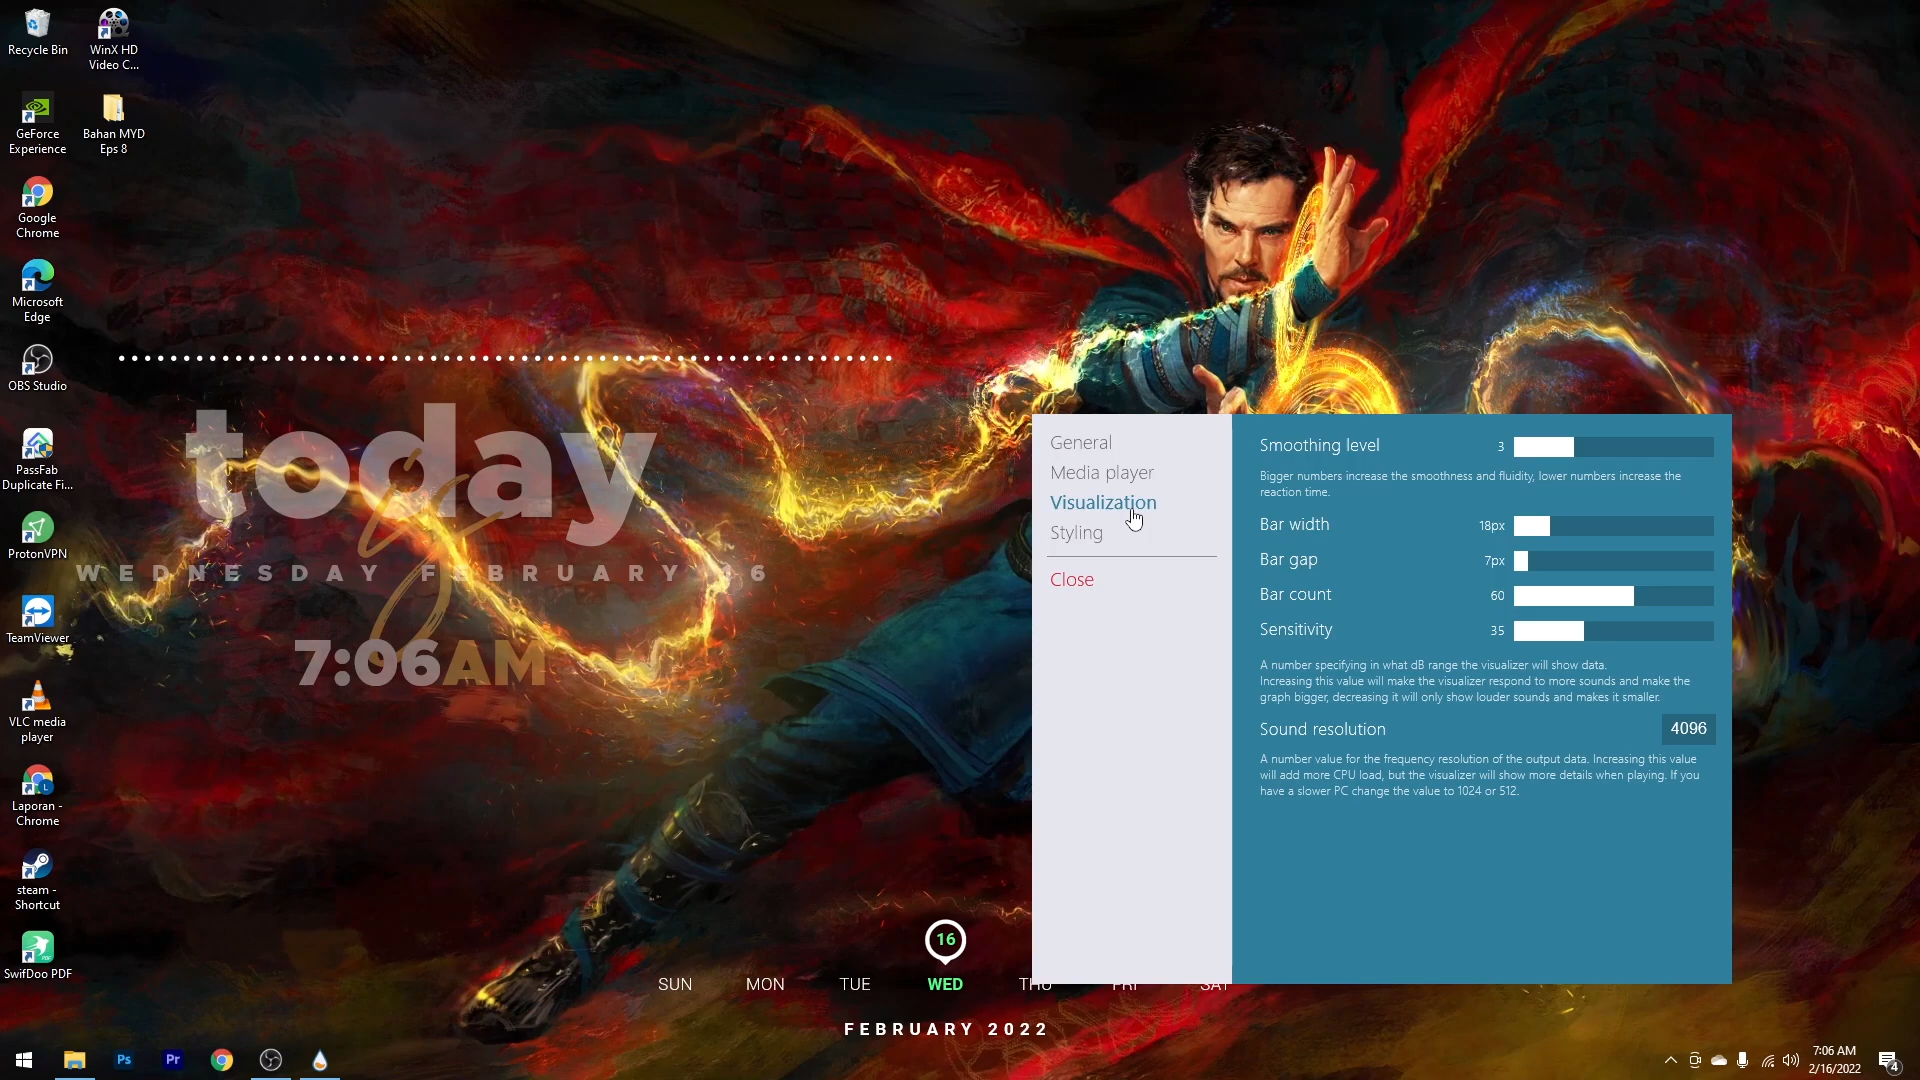 Recycle Bin
WinX HD
Video C...
GeForce
Experience
Bahan MYD
Eps 8
Google
Chrome
Microsoft
Edge
OBS Studio
PassFab
Duplicate Fi...
ProtonVPN
TeamViewer
VLC media
player
Laporan -
Chrome
steam -
Shortcut
SwifDoo PDF
today
WEDNESDAY FEBRUARY 16
7:06AM
General
Media player
Visualization
Styling
Close
Smoothing level 3
Bigger numbers increase the smoothness and fluidity, lower numbers increase the
reaction time.
Bar width 18px
Bar gap 7px
Bar count 60
Sensitivity 35
A number specifying in what dB range the visualizer will show data.
Increasing this value will make the visualizer respond to more sounds and make the
graph bigger, decreasing it will only show louder sounds and makes it smaller.
Sound resolution 4096
A number value for the frequency resolution of the output data. Increasing this value
will add more CPU load, but the visualizer will show more details when playing. If you
have a slower PC change the value to 1024 or 512.
16
SUN MON TUE WED THU FRI SAT
FEBRUARY 2022
Ps Pr
7:06 AM
2/16/2022
4